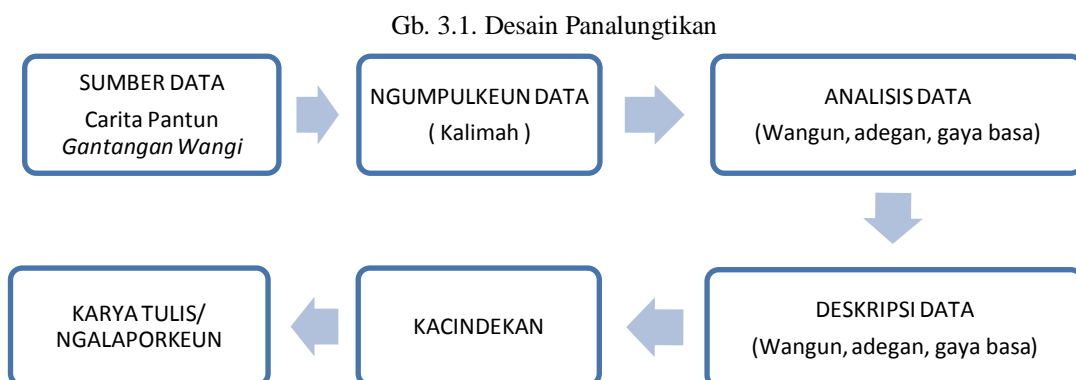 Gb. 3.1. Desain Panalungtikan
SUMBER DATA
Carita Pantun
Gantangan Wangi
NGUMPULKEUN DATA
( Kalimah )
ANALISIS DATA
(Wangun, adegan, gaya basa)
DESKRIPSI DATA
(Wangun, adegan, gaya basa)
KACINDEKAN
KARYA TULIS/
NGALAPORKEUN